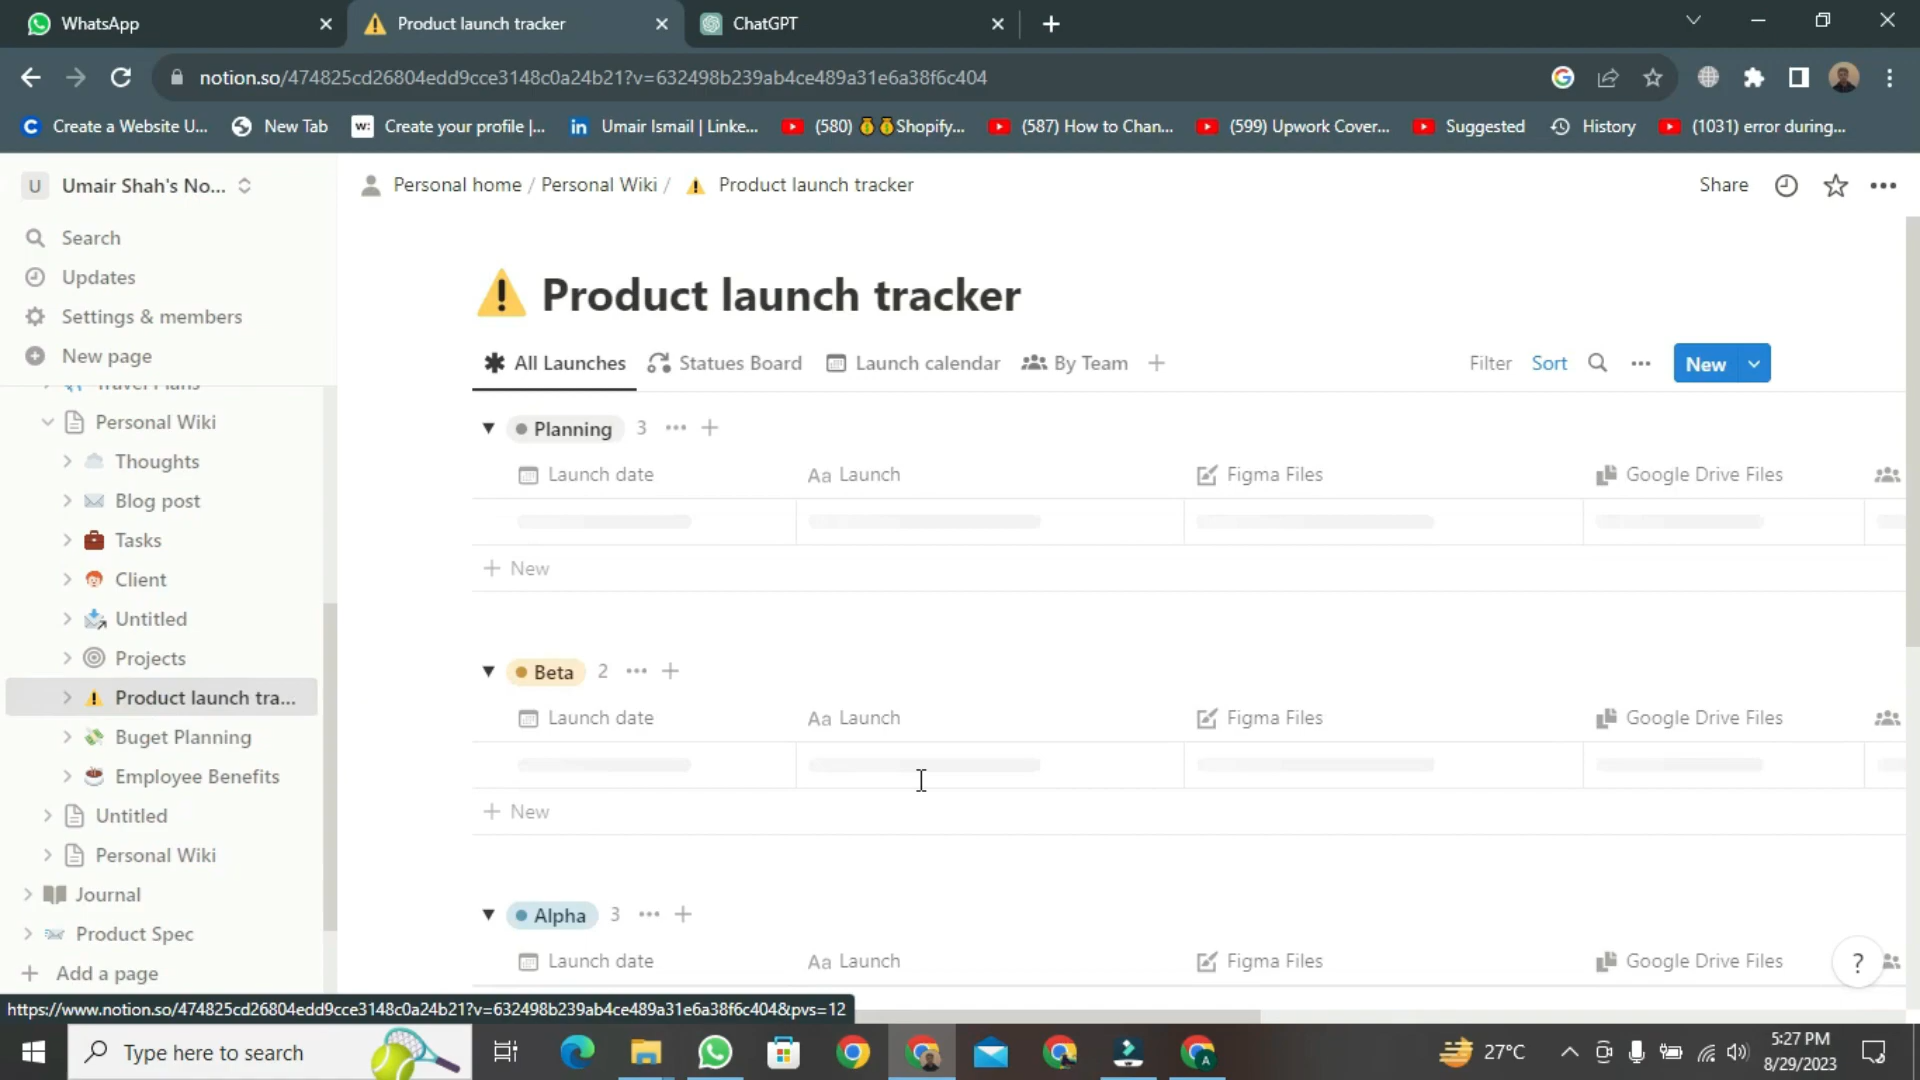 WhatsApp
Product launch tracker
ChatGPT
notion.so/474825cd26804edd9cce3148c0a24b21?v=632498b239ab4ce489a31e6a38f6c404
C Create a Website U...
New Tab
w: Create your profile |...
in Umair Ismail | Linke...
(580) Shopify...
(587) How to Chan...
(599) Upwork Cover...
Suggested
History
(1031) error during...
U Umair Shah's No...
Personal home / Personal Wiki / Product launch tracker
Share
Search
Updates
Settings & members
New page
Travel Plans
Personal Wiki
Thoughts
Blog post
Tasks
Client
Untitled
Projects
Product launch tra...
Buget Planning
Employee Benefits
Untitled
Personal Wiki
Journal
Product Spec
Add a page
Product launch tracker
All Launches
Statues Board
Launch calendar
By Team
Filter
Sort
New
Planning 3
Launch date
Aa Launch
Figma Files
Google Drive Files
New
Beta 2
Launch date
Aa Launch
Figma Files
Google Drive Files
New
Alpha 3
Launch date
Aa Launch
Figma Files
Google Drive Files
?
https://www.notion.so/474825cd26804edd9cce3148c0a24b21?v=632498b239ab4ce489a31e6a38f6c404&pvs=12
Type here to search
A
27°C
5:27 PM
8/29/2023